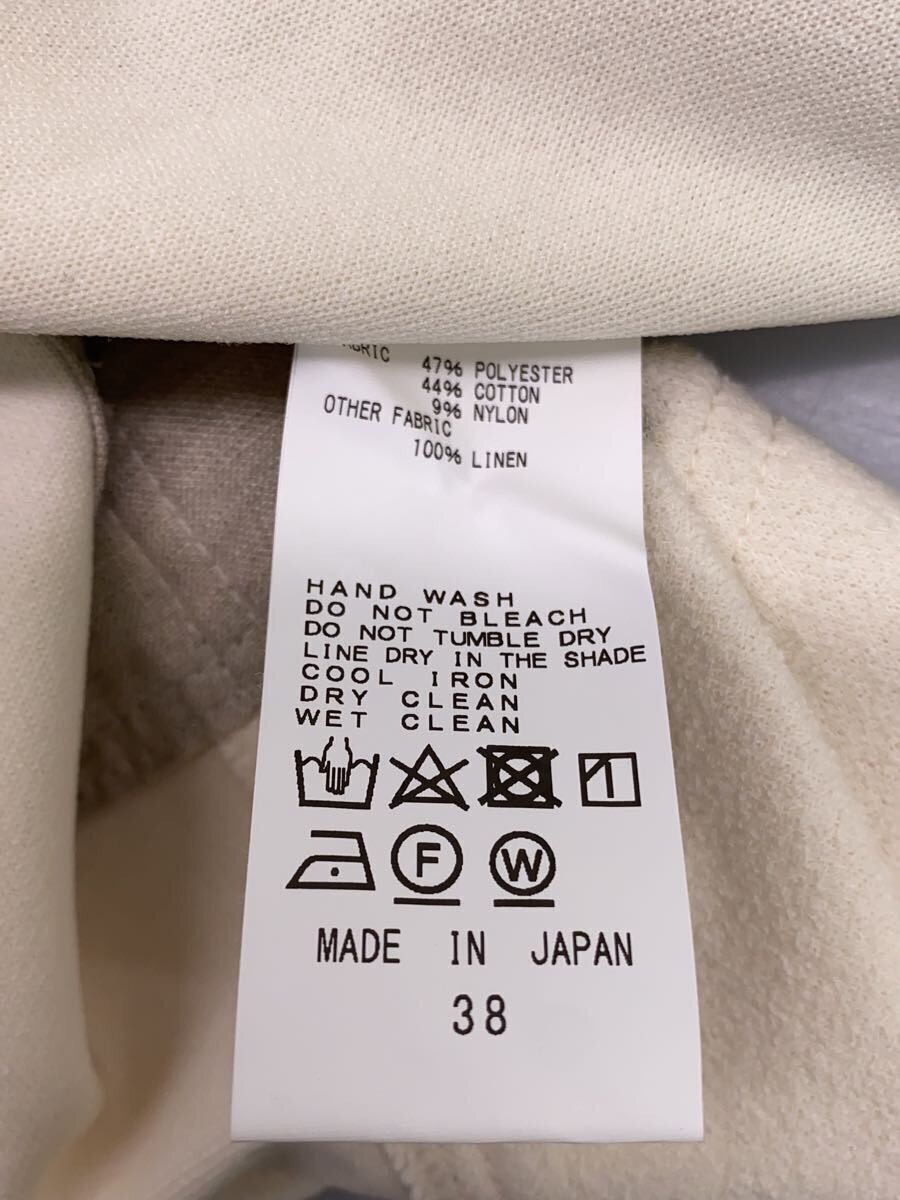 47% POLYESTER
44% COTTON
9% NYLON
OTHER FABRIC
100% LINEN
HAND WASH
DO NOT BLEACH
DO NOT TUMBLE DRY
LINE DRY IN THE SHADE
COOL IRON
DRY CLEAN
WET CLEAN
F
W
MADE IN JAPAN
38